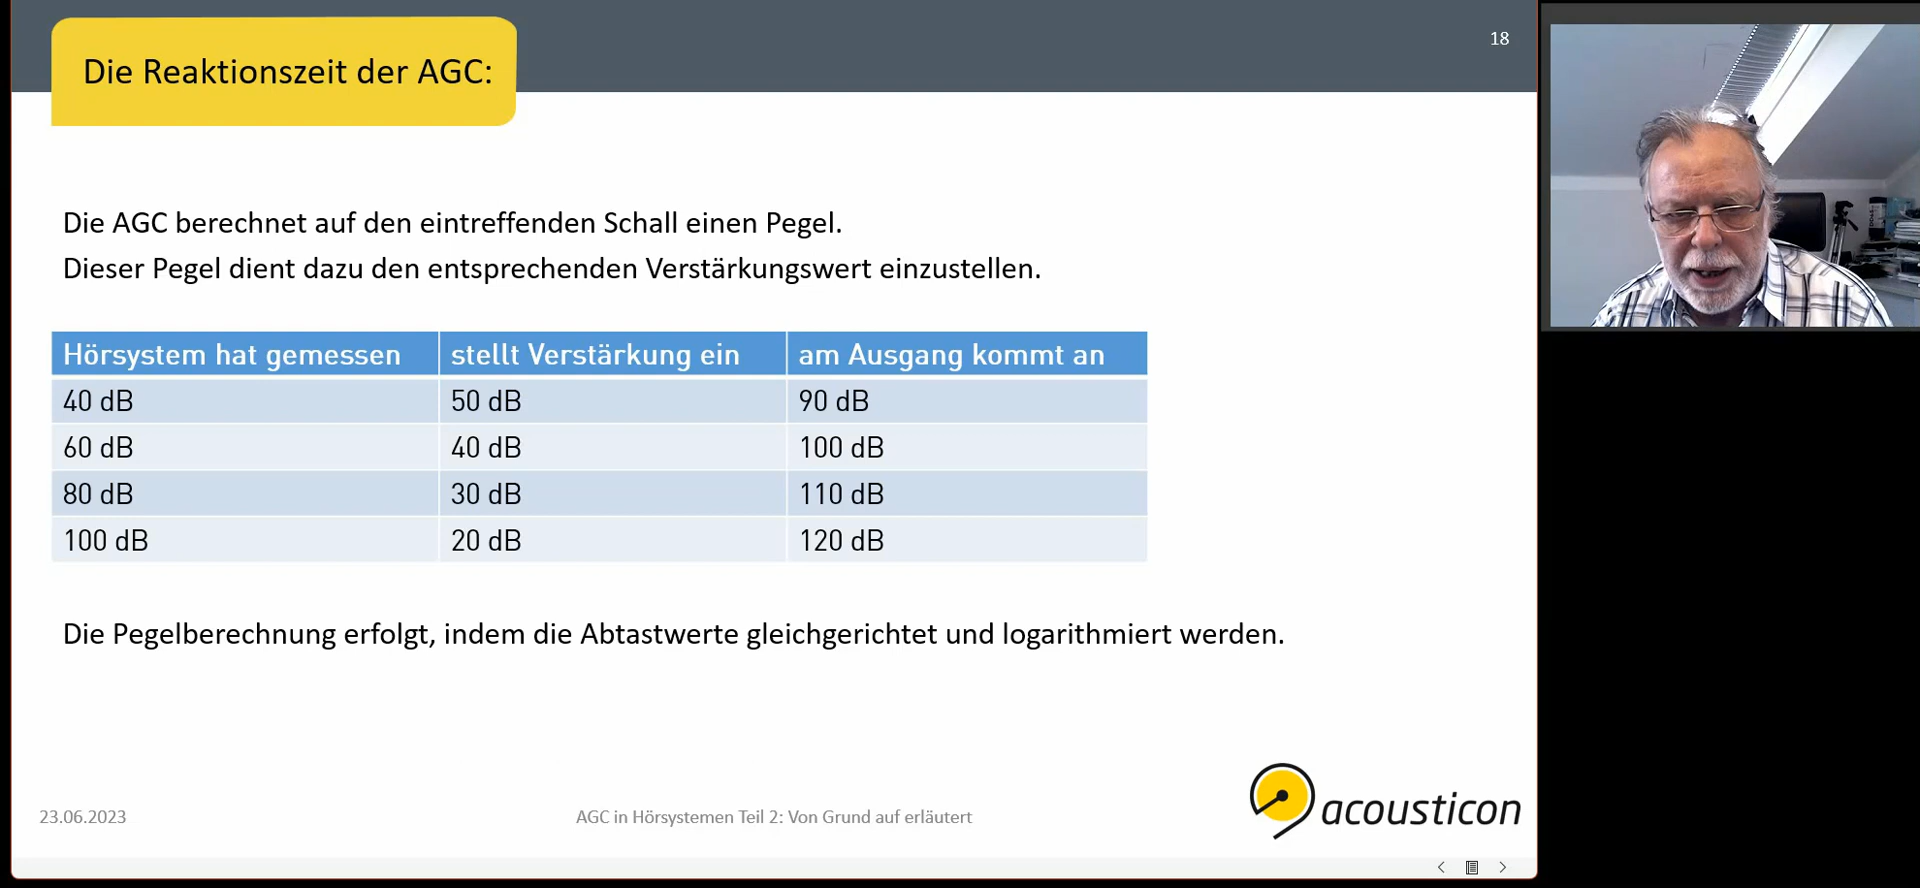 18
Die Reaktionszeit der AGC:
Die AGC berechnet auf den eintreffenden Schall einen Pegel.
Dieser Pegel dient dazu den entsprechenden Verstärkungswert einzustellen.
Hörsystem hat gemessen stellt Verstärkung ein am Ausgang kommt an
40 dB 50 dB 90 dB
60 dB 40 dB 100 dB
80 dB 30 dB 110 dB
100 dB 20 dB 120 dB
Die Pegelberechnung erfolgt, indem die Abtastwerte gleichgerichtet und logarithmiert werden.
23.06.2023 AGC in Hörsystemen Teil 2: Von Grund auf erläutert
acousticon